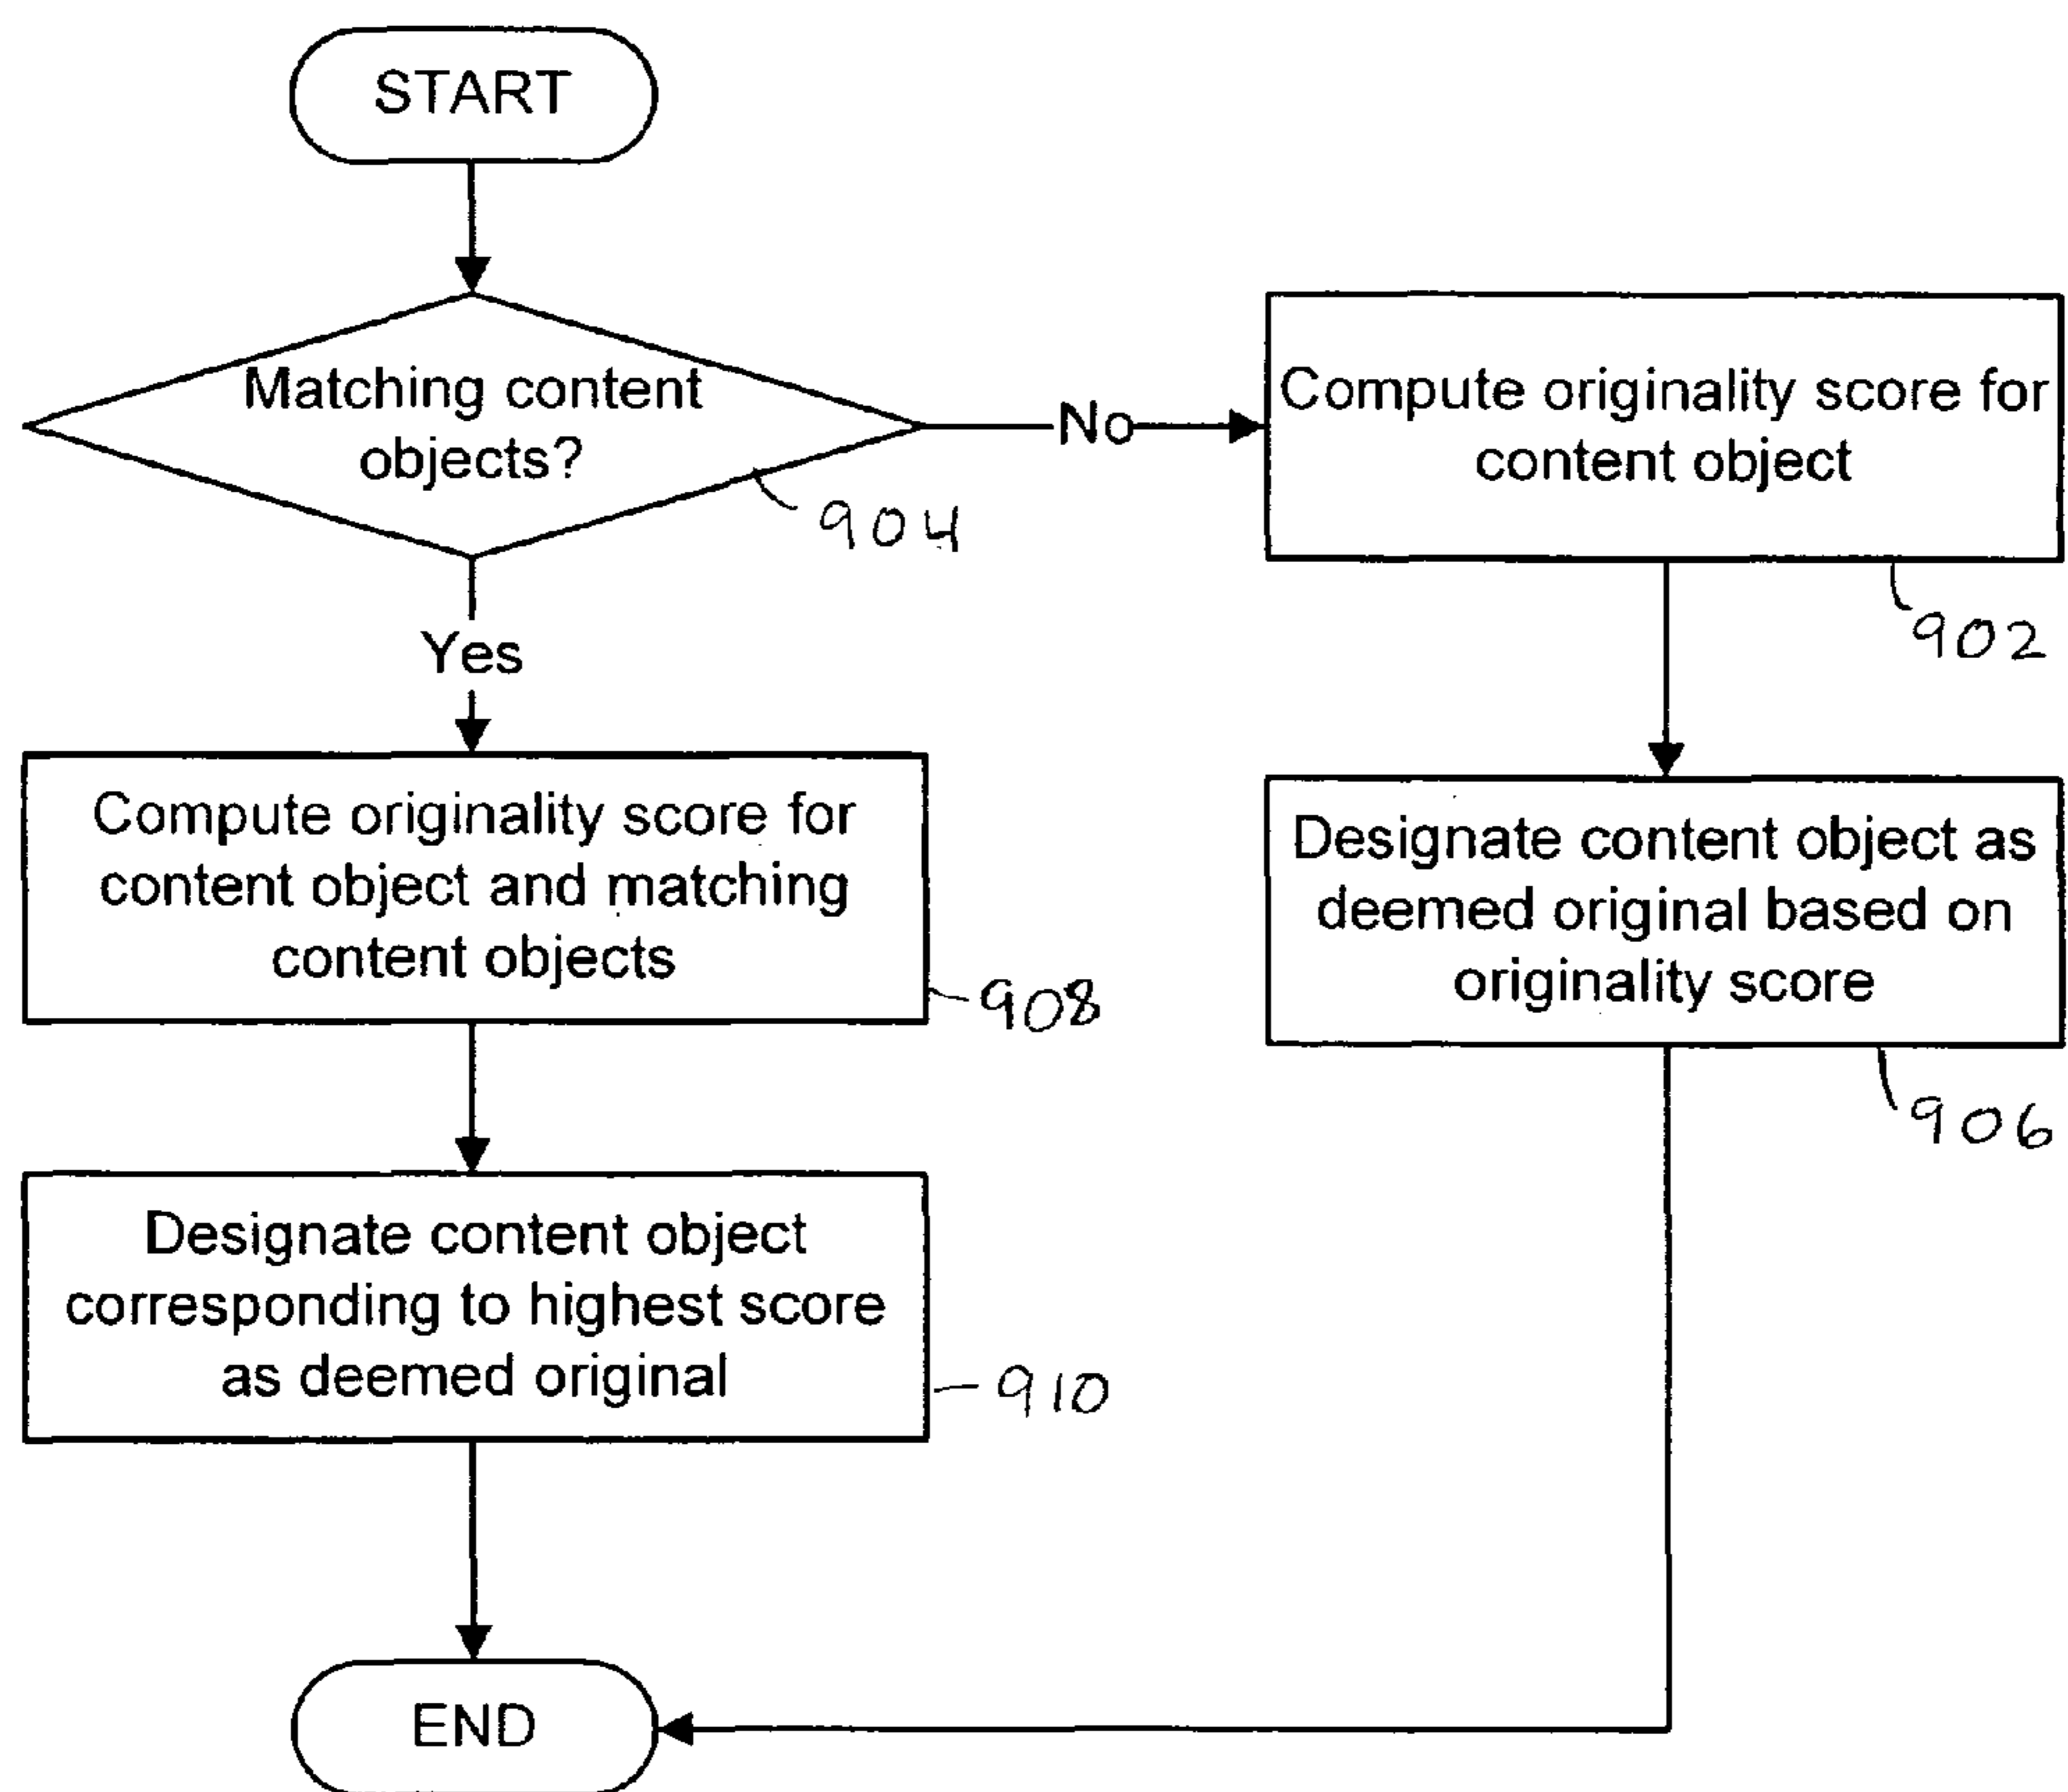 START
Matching content
objects?
904
No
Compute originality score for
content object
902
Yes
Compute originality score for
content object and matching
content objects
908
Designate content object as
deemed original based on
originality score
906
Designate content object
corresponding to highest score
as deemed original
910
END